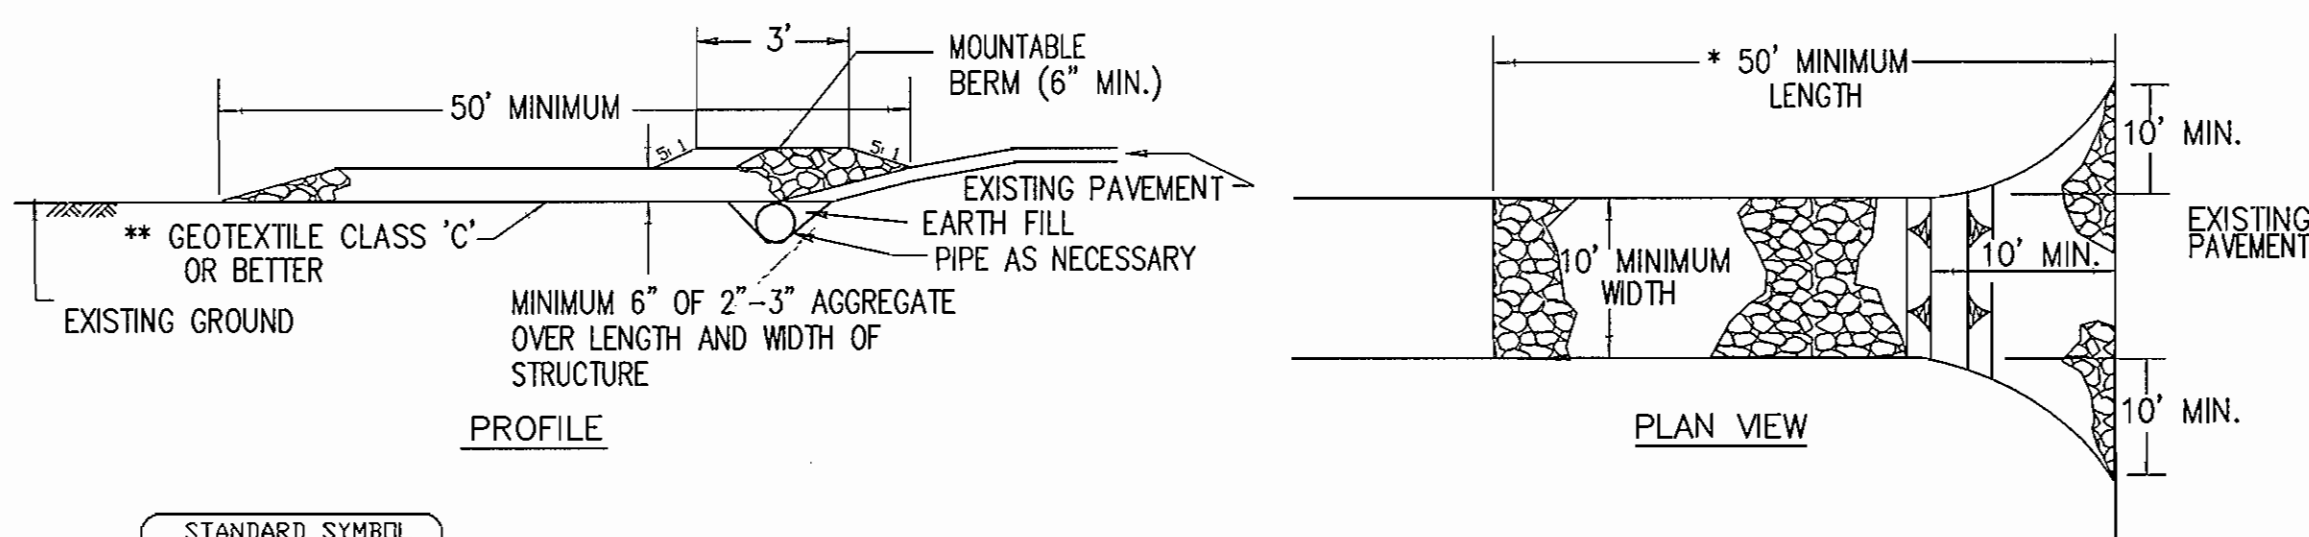 3'
MOUNTABLE
BERM (6" MIN.)
50' MINIMUM
5: 1
5: 1
EXISTING PAVEMENT
EARTH FILL
PIPE AS NECESSARY
** GEOTEXTILE CLASS 'C'
OR BETTER
EXISTING GROUND
MINIMUM 6" OF 2"-3" AGGREGATE
OVER LENGTH AND WIDTH OF
STRUCTURE
PROFILE
* 50' MINIMUM
LENGTH
10' MIN.
EXISTING
PAVEMENT
10' MIN.
10' MINIMUM
WIDTH
10' MIN.
PLAN VIEW
STANDARD SYMBOL